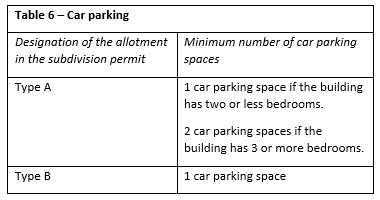 Table 6 – Car parking
Designation of the allotment
in the subdivision permit
Minimum number of car parking
spaces
Type A
1 car parking space if the building
has two or less bedrooms.
2 car parking spaces if the
building has 3 or more bedrooms.
Type B
1 car parking space